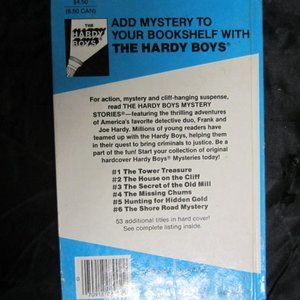 $4.50
(6.50 CAN)
THE
HARDY
BOYS
ADD MYSTERY TO
YOUR BOOKSHELF WITH
THE HARDY BOYS®
For action, mystery and cliff-hanging suspense,
read THE HARDY BOYS MYSTERY
STORIES®—featuring the thrilling adventures
of America's favorite detective duo, Frank and
Joe Hardy. Millions of young readers have
teamed up with the Hardy Boys, helping them
in their quest to bring criminals to justice. Be a
part of the fun! Start your collection of original
hardcover Hardy Boys® Mysteries today!
#1 The Tower Treasure
#2 The House on the Cliff
#3 The Secret of the Old Mill
#4 The Missing Chums
#5 Hunting for Hidden Gold
#6 The Shore Road Mystery
53 additional titles in hard cover!
See complete listing inside.